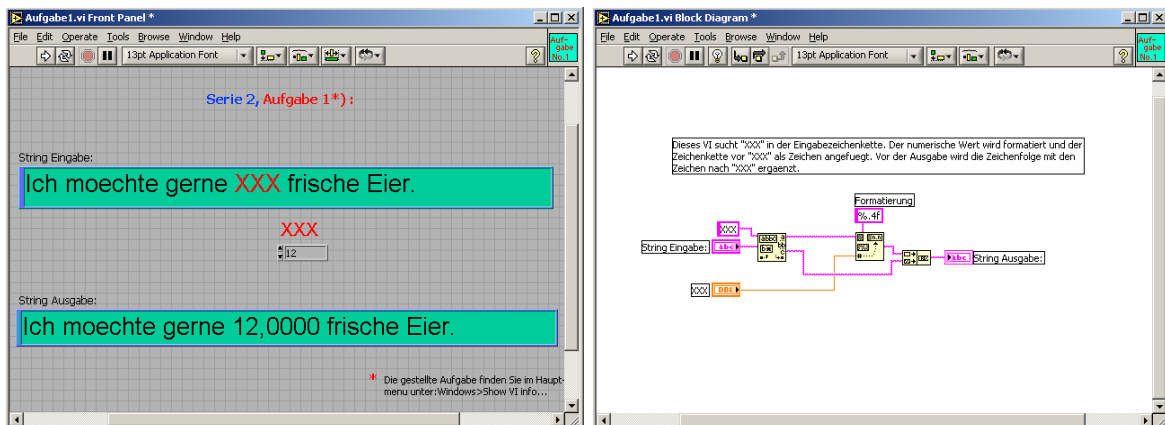 Aufgabe1.vi Front Panel *
File Edit Operate Tools Browse Window Help
13pt Application Font
Auf-
gabe
No.1
Serie 2, Aufgabe 1*) :
String Eingabe:
Ich moechte gerne XXX frische Eier.
XXX
12
String Ausgabe:
Ich moechte gerne 12,0000 frische Eier.
* Die gestellte Aufgabe finden Sie im Haupt-
menu unter:Windows>Show VI info...
Aufgabe1.vi Block Diagram *
File Edit Operate Tools Browse Window Help
13pt Application Font
Auf-
gabe
No.1
Dieses VI sucht "XXX" in der Eingabezeichenkette. Der numerische Wert wird formatiert und der
Zeichenkette vor "XXX" als Zeichen angefuegt. Vor der Ausgabe wird die Zeichenfolge mit den
Zeichen nach "XXX" ergaenzt.
Formatierung
%.4f
XXX
String Eingabe: abc
abc String Ausgabe:
XXX DBL